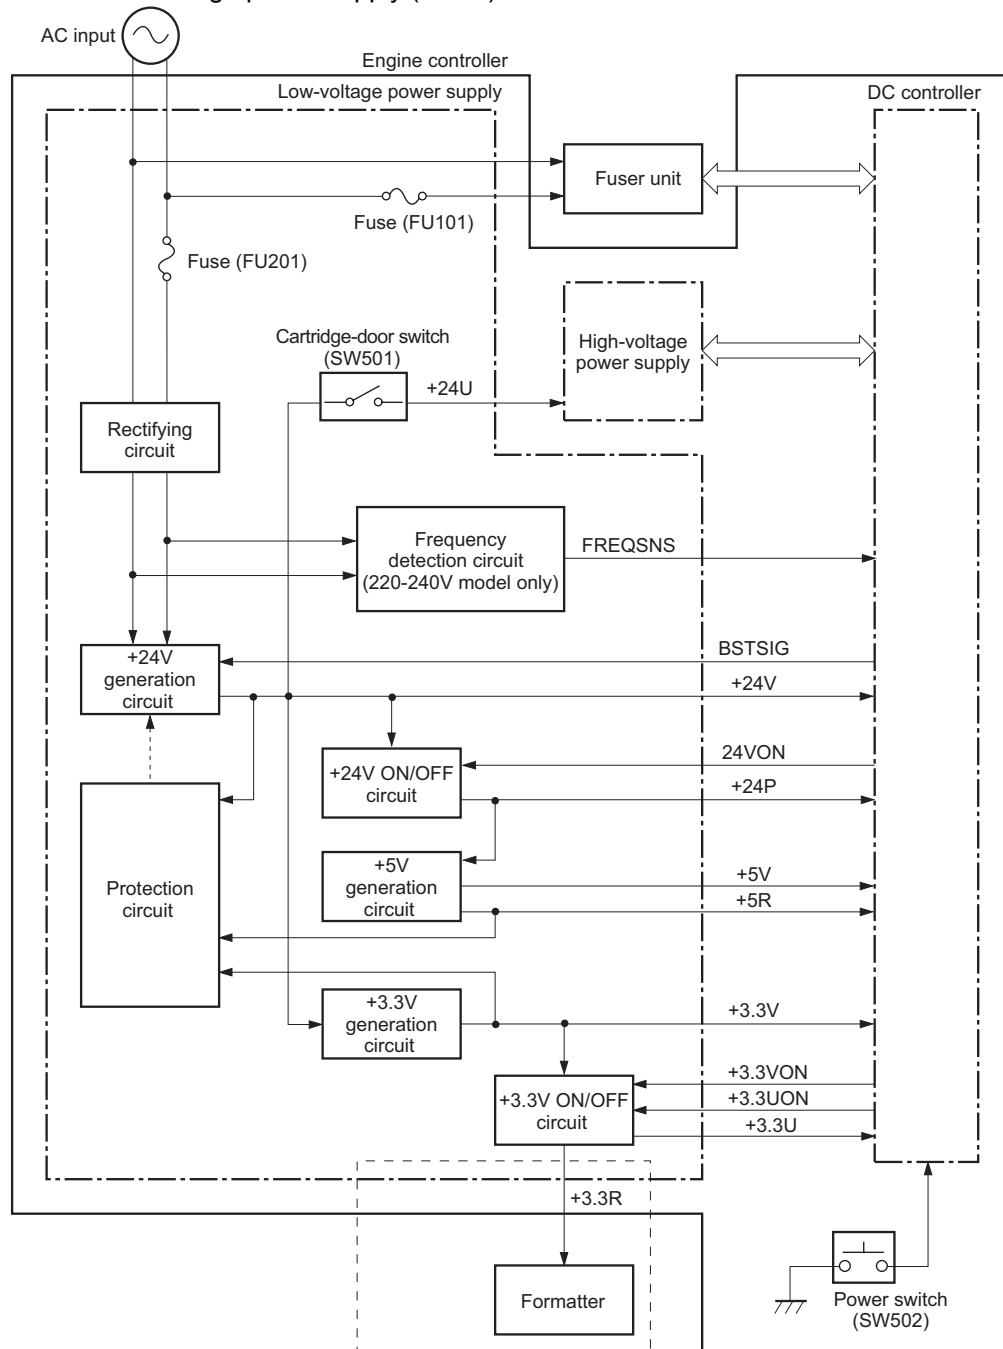 AC input
Engine controller
Low-voltage power supply
DC controller
Fuser unit
Fuse (FU101)
Fuse (FU201)
Cartridge-door switch
(SW501)
+24U
High-voltage
power supply
Rectifying
circuit
Frequency
detection circuit
(220-240V model only)
FREQSNS
+24V
generation
circuit
BSTSIG
+24V
+24V ON/OFF
circuit
24VON
+24P
+5V
generation
circuit
+5V
+5R
Protection
circuit
+3.3V
generation
circuit
+3.3V
+3.3V ON/OFF
circuit
+3.3VON
+3.3UON
+3.3U
+3.3R
Formatter
Power switch
(SW502)